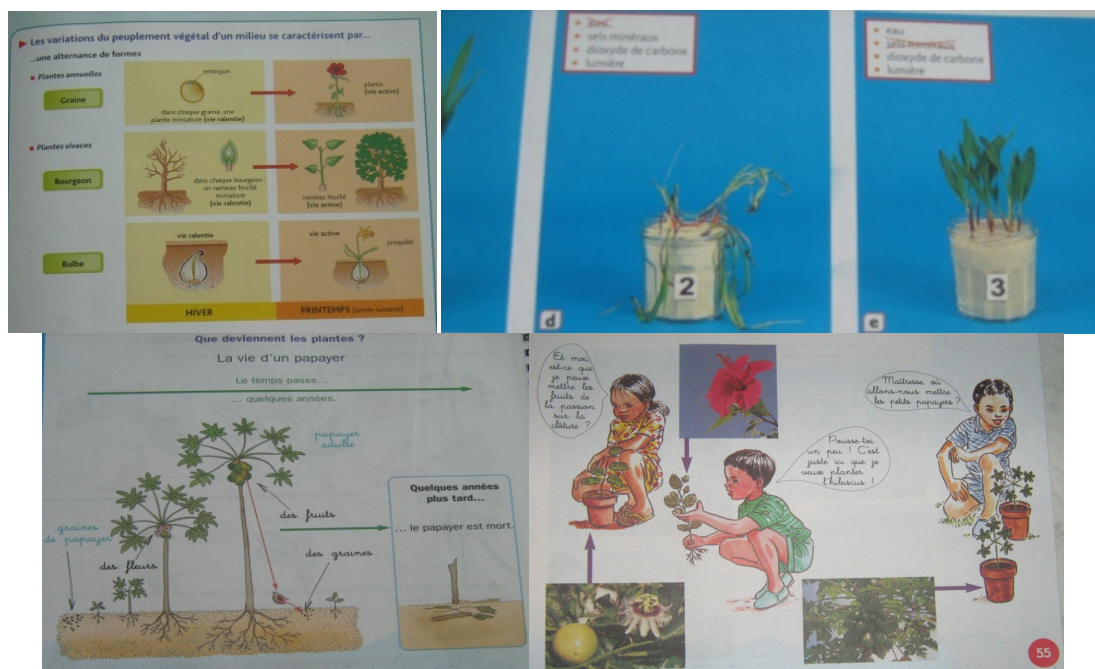 Les variations du peuplement végétal d'un milieu se caractérisent par...
...une alternance de formes
• Plantes annuelles
Graine
embryon
dans chaque graine, une
plante miniature (vie ralentie)
plante
(vie active)
• Plantes vivaces
Bourgeon
dans chaque bourgeon
un rameau feuillé
miniature
(vie ralentie)
rameau feuillé
(vie active)
Bulbe
vie ralentie
vie active
jonquille
HIVER
PRINTEMPS (année suivante)
• eau
• sels minéraux
• dioxyde de carbone
• lumière
2
d
• eau
• sels minéraux
• dioxyde de carbone
• lumière
3
e
Que deviennent les plantes ?
La vie d'un papayer
Le temps passe...
... quelques années.
papayer
adulte
graines
de papayer
des fleurs
des fruits
des graines
Quelques années
plus tard...
... le papayer est mort.
Et moi,
est-ce que
je peux
mettre les
fruits de
la passion
sur la
clôture ?
Pousse-toi
un peu ! C'est
juste ici que je
veux planter
l'hibiscus !
Maîtresse, où
allons-nous mettre
les petits papayers ?
55